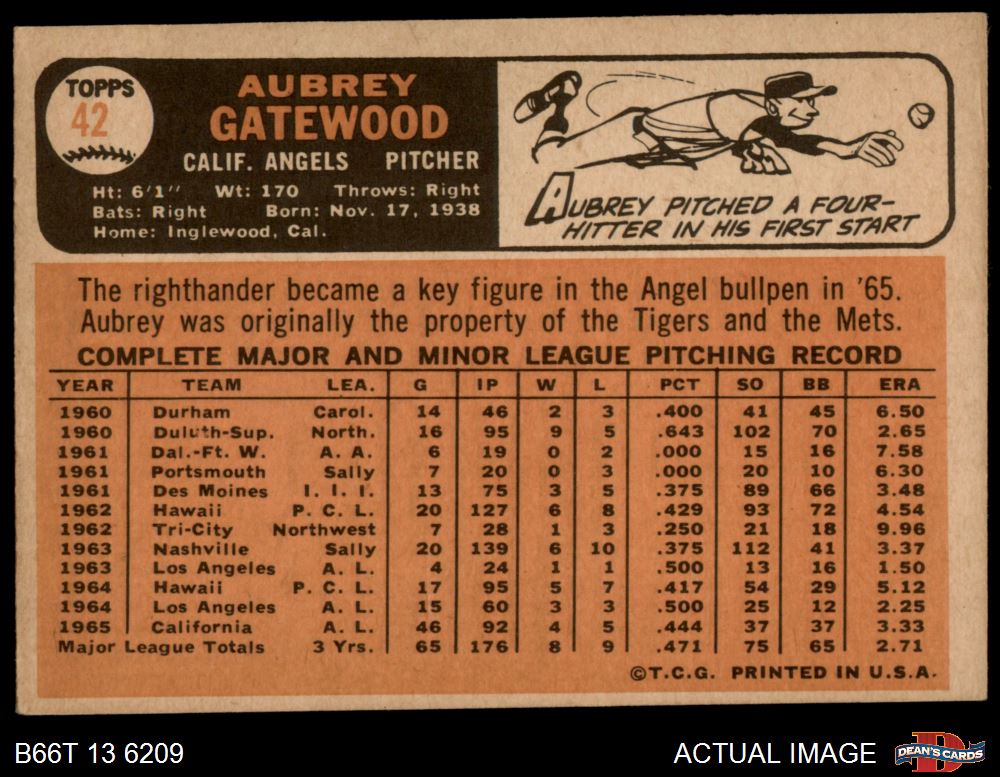 TOPPS
42
AUBREY
GATEWOOD
CALIF. ANGELS PITCHER
Ht: 6'1'' Wt: 170 Throws: Right
Bats: Right Born: Nov. 17, 1938
Home: Inglewood, Cal.
AUBREY PITCHED A FOUR-
HITTER IN HIS FIRST START
The righthander became a key figure in the Angel bullpen in '65.
Aubrey was originally the property of the Tigers and the Mets.
COMPLETE MAJOR AND MINOR LEAGUE PITCHING RECORD
YEAR TEAM LEA. G IP W L PCT SO BB ERA
1960 Durham Carol. 14 46 2 3 .400 41 45 6.50
1960 Duluth-Sup. North. 16 95 9 5 .643 102 70 2.65
1961 Dal.-Ft. W. A. A. 6 19 0 2 .000 15 16 7.58
1961 Portsmouth Sally 7 20 0 3 .000 20 10 6.30
1961 Des Moines I. I. I. 13 75 3 5 .375 89 66 3.48
1962 Hawaii P. C. L. 20 127 6 8 .429 93 72 4.54
1962 Tri-City Northwest 7 28 1 3 .250 21 18 9.96
1963 Nashville Sally 20 139 6 10 .375 112 41 3.37
1963 Los Angeles A. L. 4 24 1 1 .500 13 16 1.50
1964 Hawaii P. C. L. 17 95 5 7 .417 54 29 5.12
1964 Los Angeles A. L. 15 60 3 3 .500 25 12 2.25
1965 California A. L. 46 92 4 5 .444 37 37 3.33
Major League Totals 3 Yrs. 65 176 8 9 .471 75 65 2.71
©T.C.G. PRINTED IN U.S.A.
B66T 13 6209
ACTUAL IMAGE
D
DEAN'S CARDS